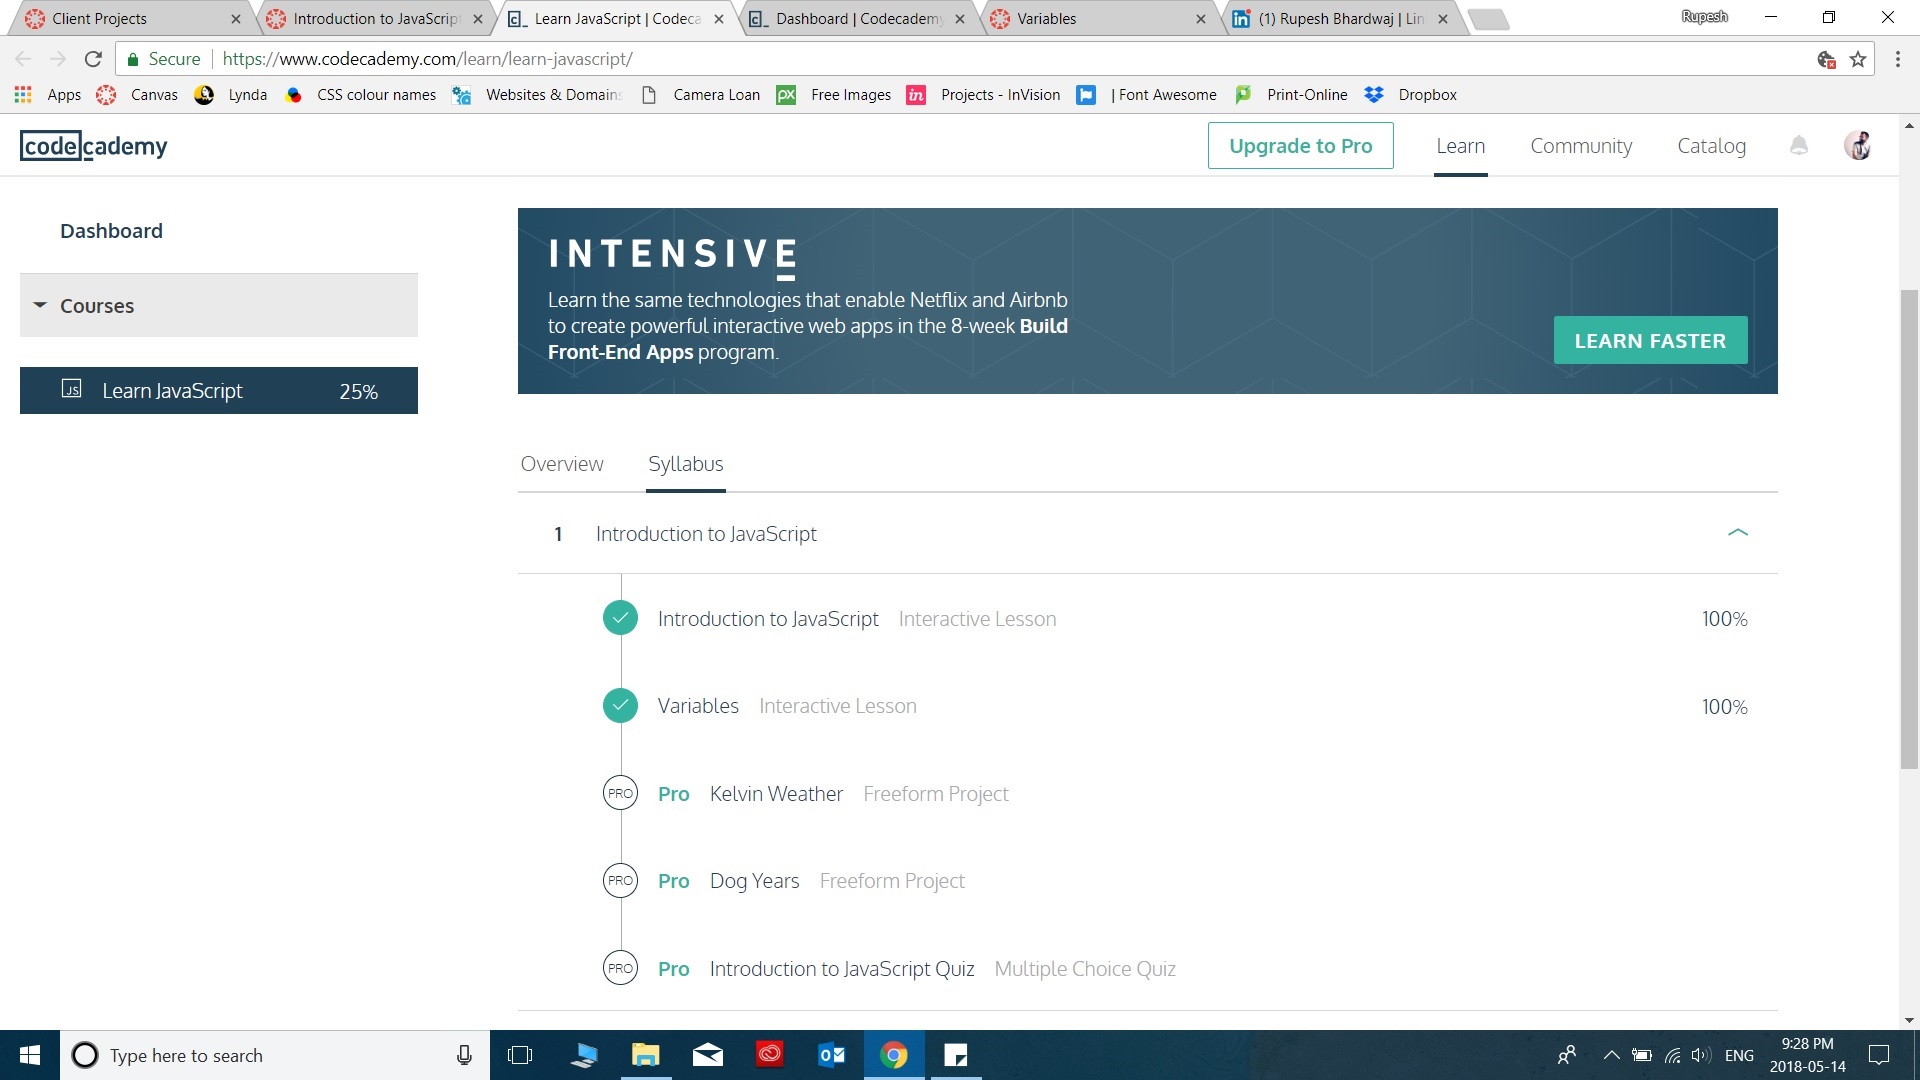 Client Projects
Introduction to JavaScrip
Learn JavaScript | Codeca
Dashboard | Codecademy
Variables
(1) Rupesh Bhardwaj | Lin
Rupesh
Secure https://www.codecademy.com/learn/learn-javascript/
Apps Canvas Lynda CSS colour names Websites & Domains Camera Loan px Free Images in Projects - InVision | Font Awesome Print-Online Dropbox
codecademy
Upgrade to Pro Learn Community Catalog
Dashboard
Courses
JS Learn JavaScript 25%
INTENSIVE
Learn the same technologies that enable Netflix and Airbnb
to create powerful interactive web apps in the 8-week Build
Front-End Apps program.
LEARN FASTER
Overview Syllabus
1 Introduction to JavaScript
Introduction to JavaScript Interactive Lesson 100%
Variables Interactive Lesson 100%
PRO Pro Kelvin Weather Freeform Project
PRO Pro Dog Years Freeform Project
PRO Pro Introduction to JavaScript Quiz Multiple Choice Quiz
Type here to search
ENG
9:28 PM
2018-05-14